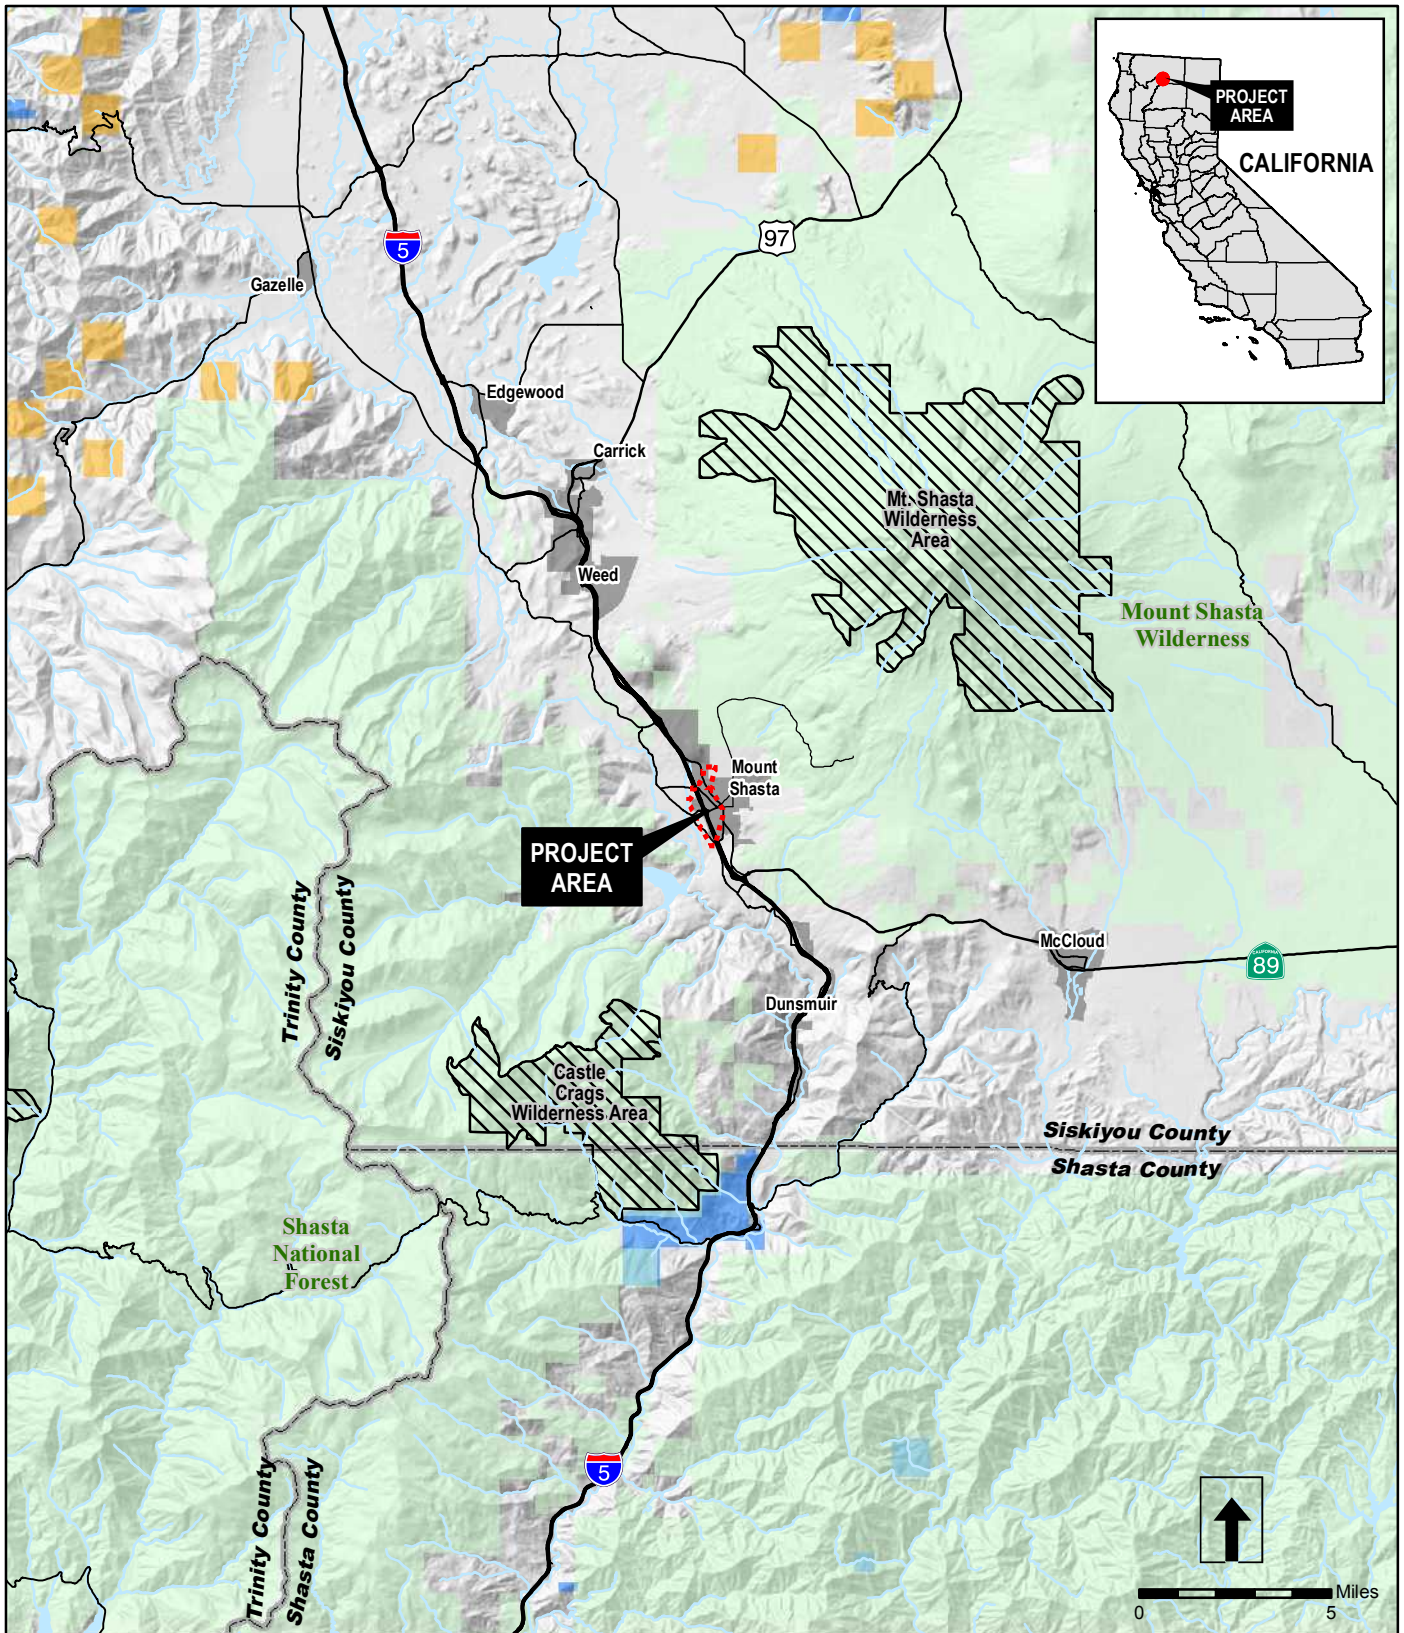 PROJECT
AREA
CALIFORNIA
97
5
Gazelle
Edgewood
Carrick
Mt. Shasta
Wilderness
Area
Weed
Mount Shasta
Wilderness
Mount
Shasta
PROJECT
AREA
Trinity County
Siskiyou County
McCloud
CALIFORNIA
89
Dunsmuir
Castle
Crags
Wilderness Area
Siskiyou County
Shasta County
Shasta
National
Forest
5
Trinity County
Shasta County
Miles
0
5